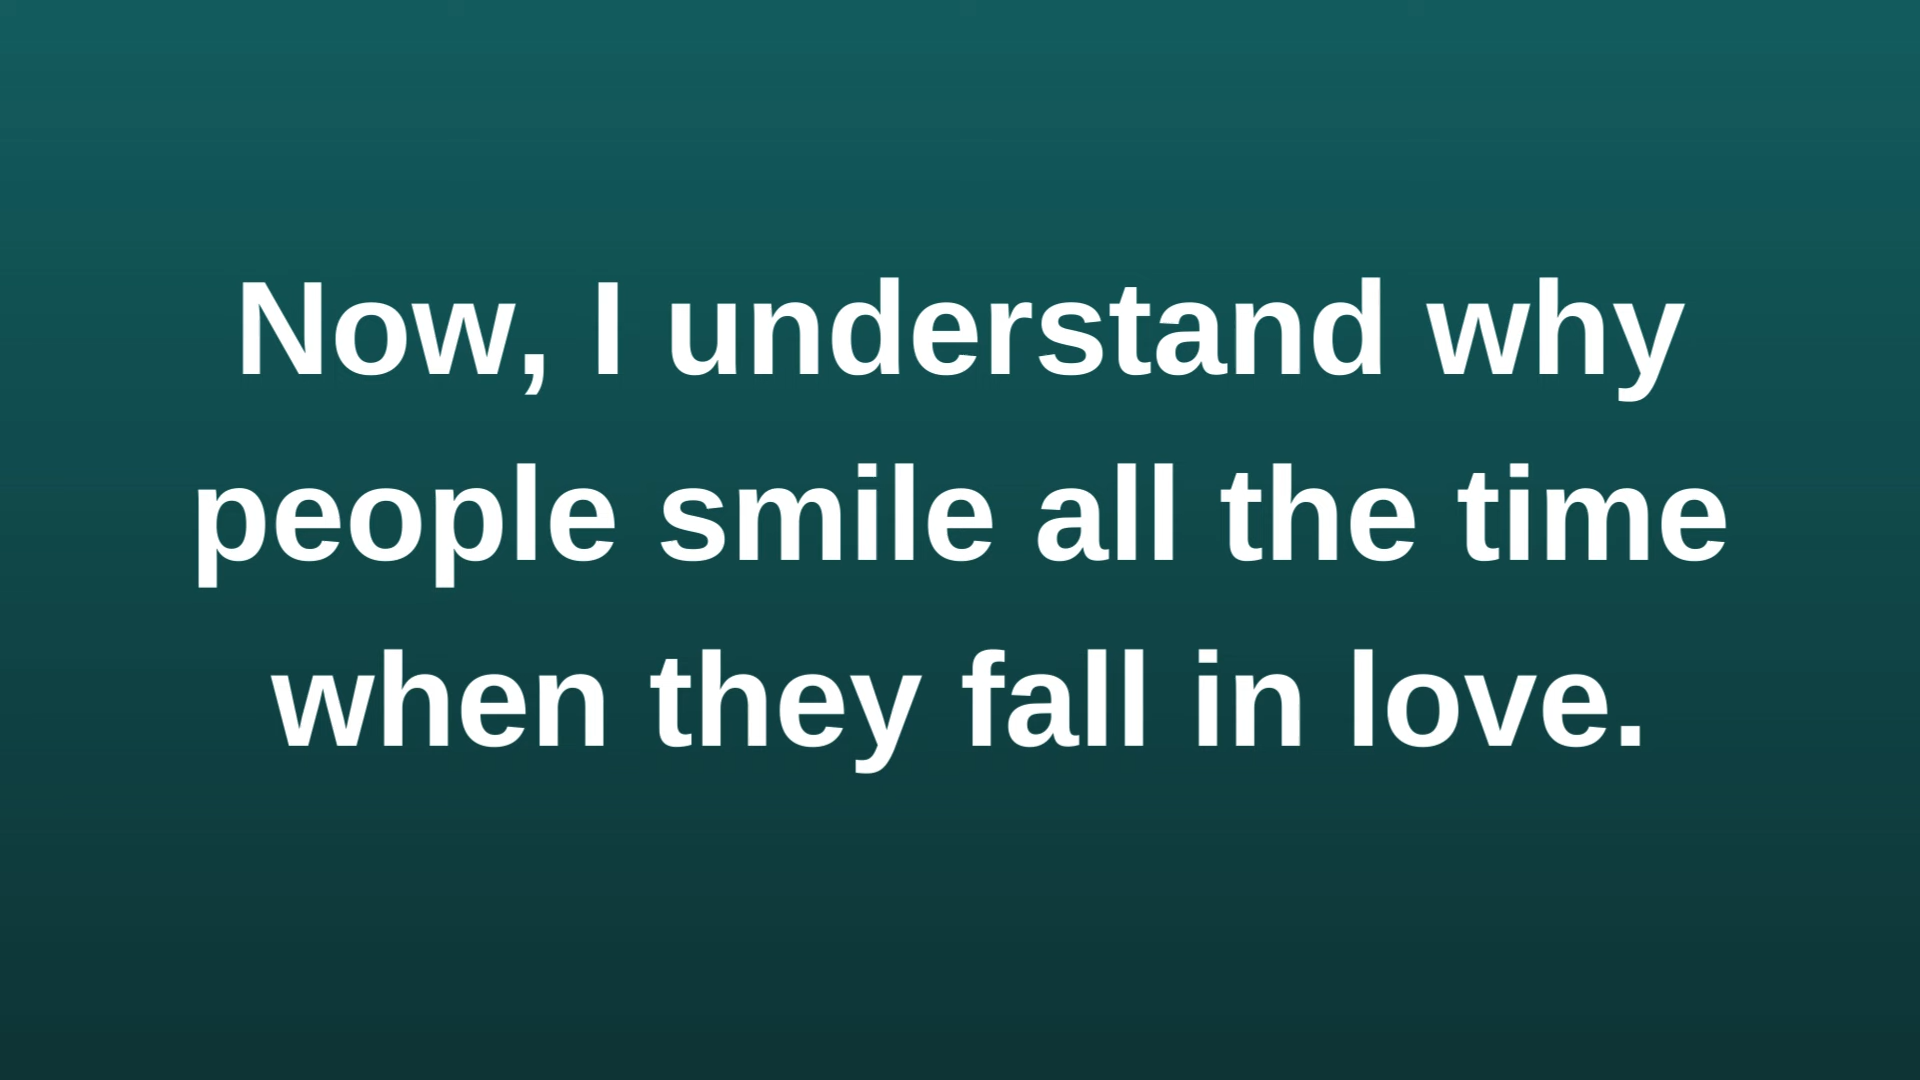 Now, I understand why
people smile all the time
when they fall in love.